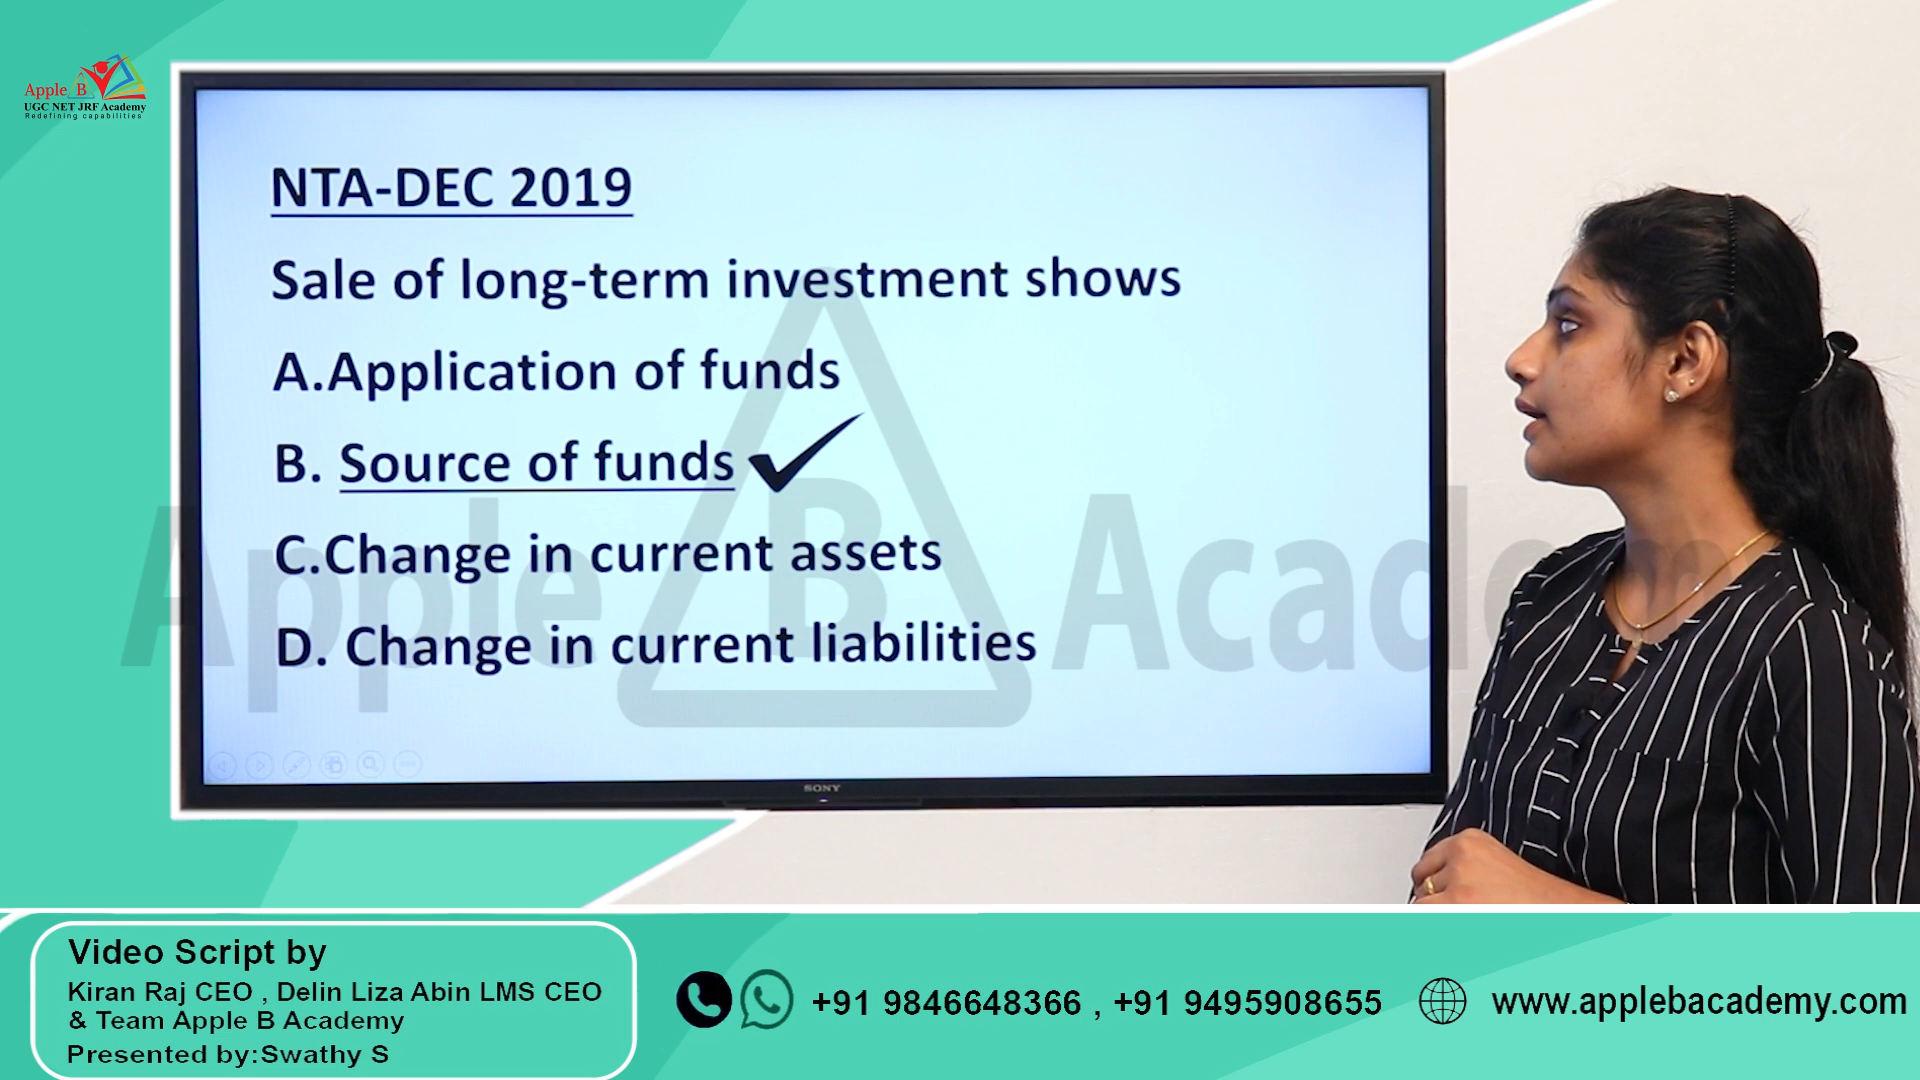 Apple B
UGC NET JRF Academy
Redefining capabilities
NTA-DEC 2019
Sale of long-term investment shows
A.Application of funds
B. Source of funds
C.Change in current assets
D. Change in current liabilities
Apple B Academy
SONY
Video Script by
Kiran Raj CEO , Delin Liza Abin LMS CEO
& Team Apple B Academy
Presented by:Swathy S
+91 9846648366 , +91 9495908655
www.applebacademy.com